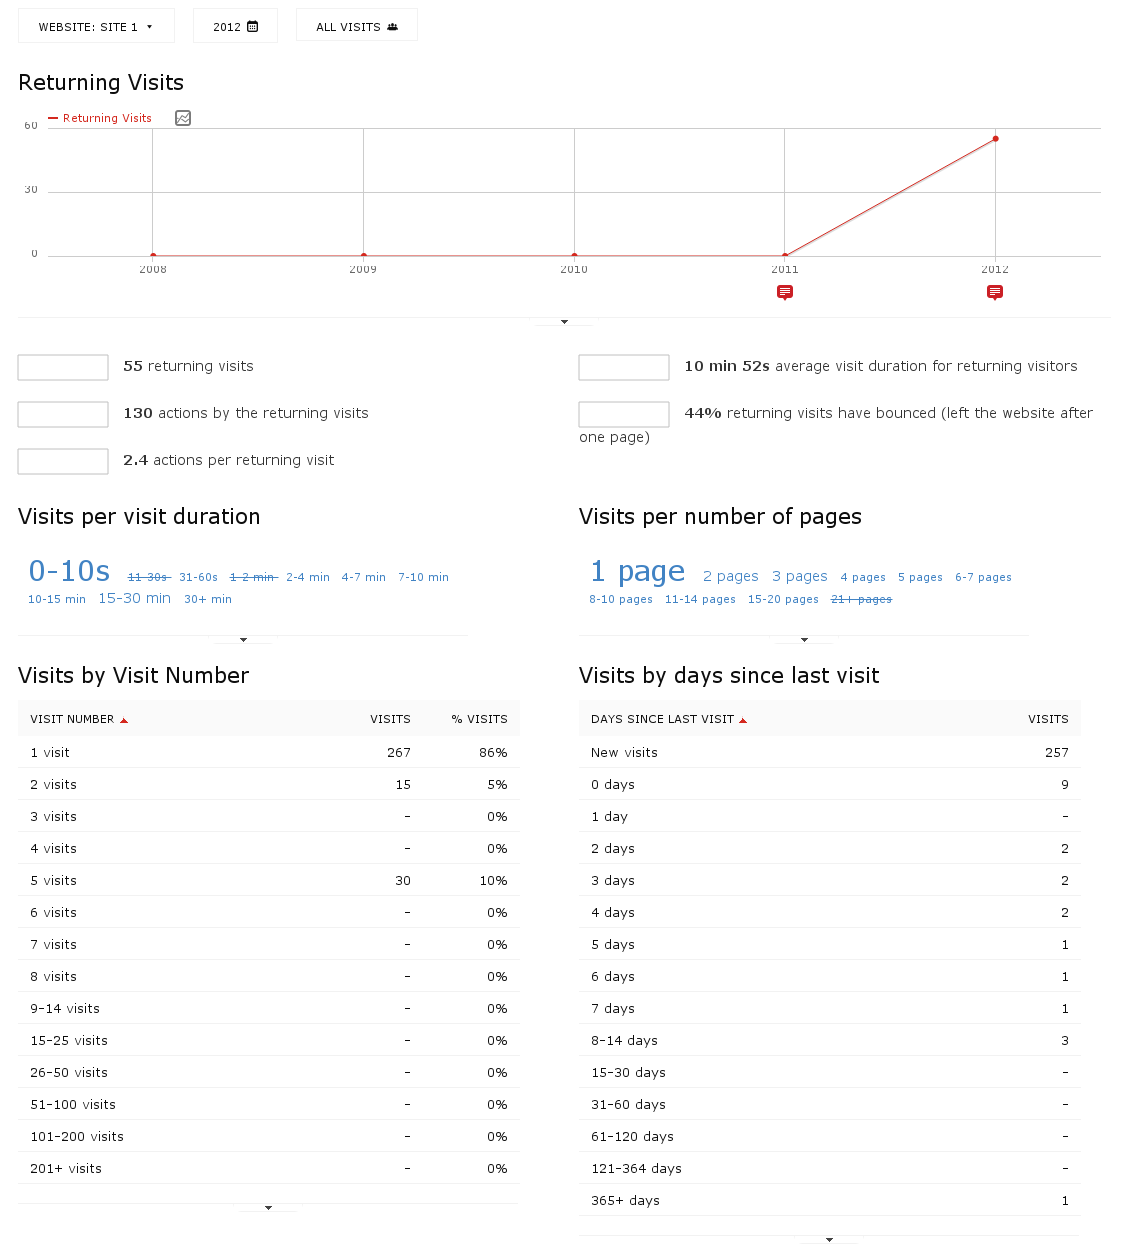 WEBSITE: SITE 1 2012 ALL VISITS
Returning Visits
Returning Visits
60
30
0
2008 2009 2010 2011 2012
55 returning visits
130 actions by the returning visits
2.4 actions per returning visit
10 min 52s average visit duration for returning visitors
44% returning visits have bounced (left the website after
one page)
Visits per visit duration
0-10s 11-30s 31-60s 1-2 min 2-4 min 4-7 min 7-10 min
10-15 min 15-30 min 30+ min
Visits per number of pages
1 page 2 pages 3 pages 4 pages 5 pages 6-7 pages
8-10 pages 11-14 pages 15-20 pages 21+ pages
Visits by Visit Number
VISIT NUMBER VISITS % VISITS
1 visit 267 86%
2 visits 15 5%
3 visits - 0%
4 visits - 0%
5 visits 30 10%
6 visits - 0%
7 visits - 0%
8 visits - 0%
9-14 visits - 0%
15-25 visits - 0%
26-50 visits - 0%
51-100 visits - 0%
101-200 visits - 0%
201+ visits - 0%
Visits by days since last visit
DAYS SINCE LAST VISIT VISITS
New visits 257
0 days 9
1 day -
2 days 2
3 days 2
4 days 2
5 days 1
6 days 1
7 days 1
8-14 days 3
15-30 days -
31-60 days -
61-120 days -
121-364 days -
365+ days 1